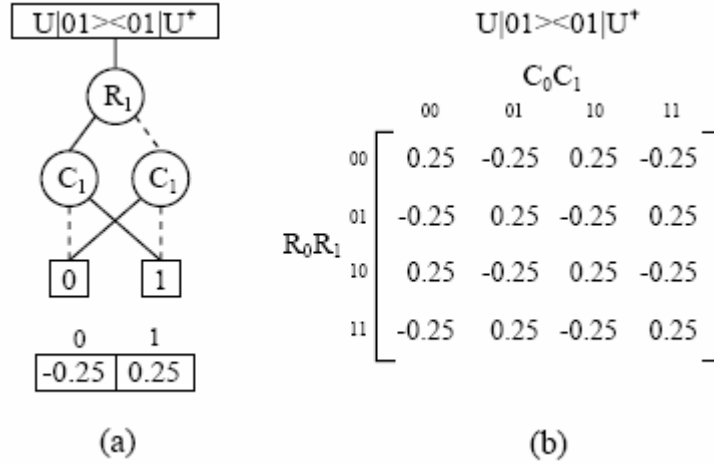 U|01><01|U⁺
R₁
C₁ C₁
0 1
0 1
-0.25 0.25
(a)
U|01><01|U⁺
C₀C₁
00 01 10 11
00 0.25 -0.25 0.25 -0.25
01 -0.25 0.25 -0.25 0.25
R₀R₁
10 0.25 -0.25 0.25 -0.25
11 -0.25 0.25 -0.25 0.25
(b)